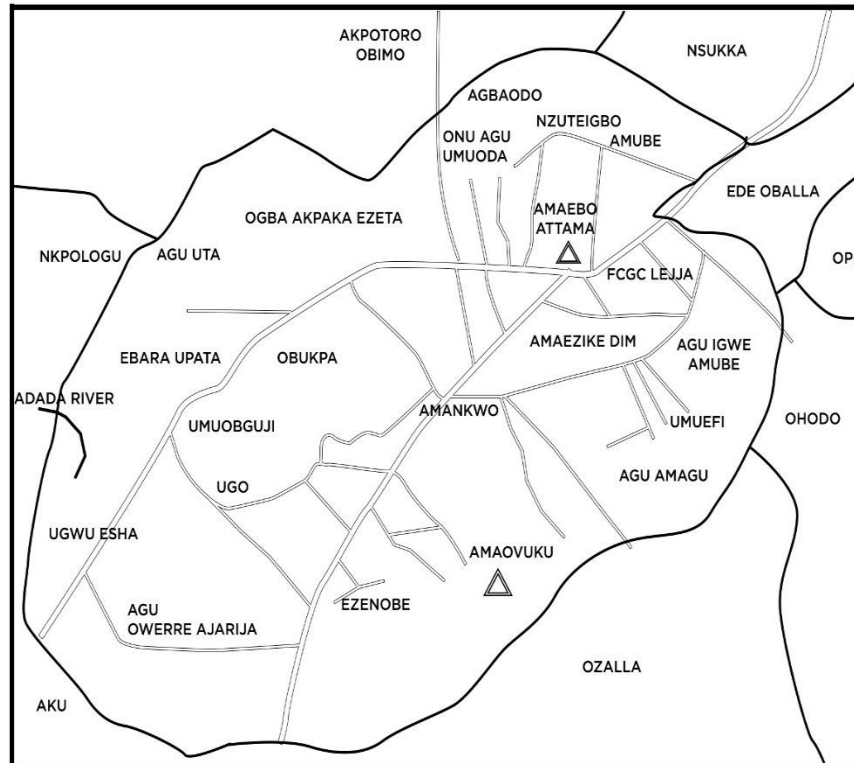 AKPOTORO
OBIMO
NSUKKA
AGBAODO
NZUTEIGBO
ONU AGU
UMUODA
AMUBE
EDE OBALLA
AMAEBO
ATTAMA
OGBA AKPAKA EZETA
NKPOLOGU
AGU UTA
OP
FCGC LEJJA
EBARA UPATA
OBUKPA
AMAEZIKE DIM
AGU IGWE
AMUBE
ADADA RIVER
AMANKWO
UMUOBGUJI
UMUEFI
OHODO
UGO
AGU AMAGU
UGWU ESHA
AMAOVUKU
AGU
OWERRE AJARIJA
EZENOBE
OZALLA
AKU